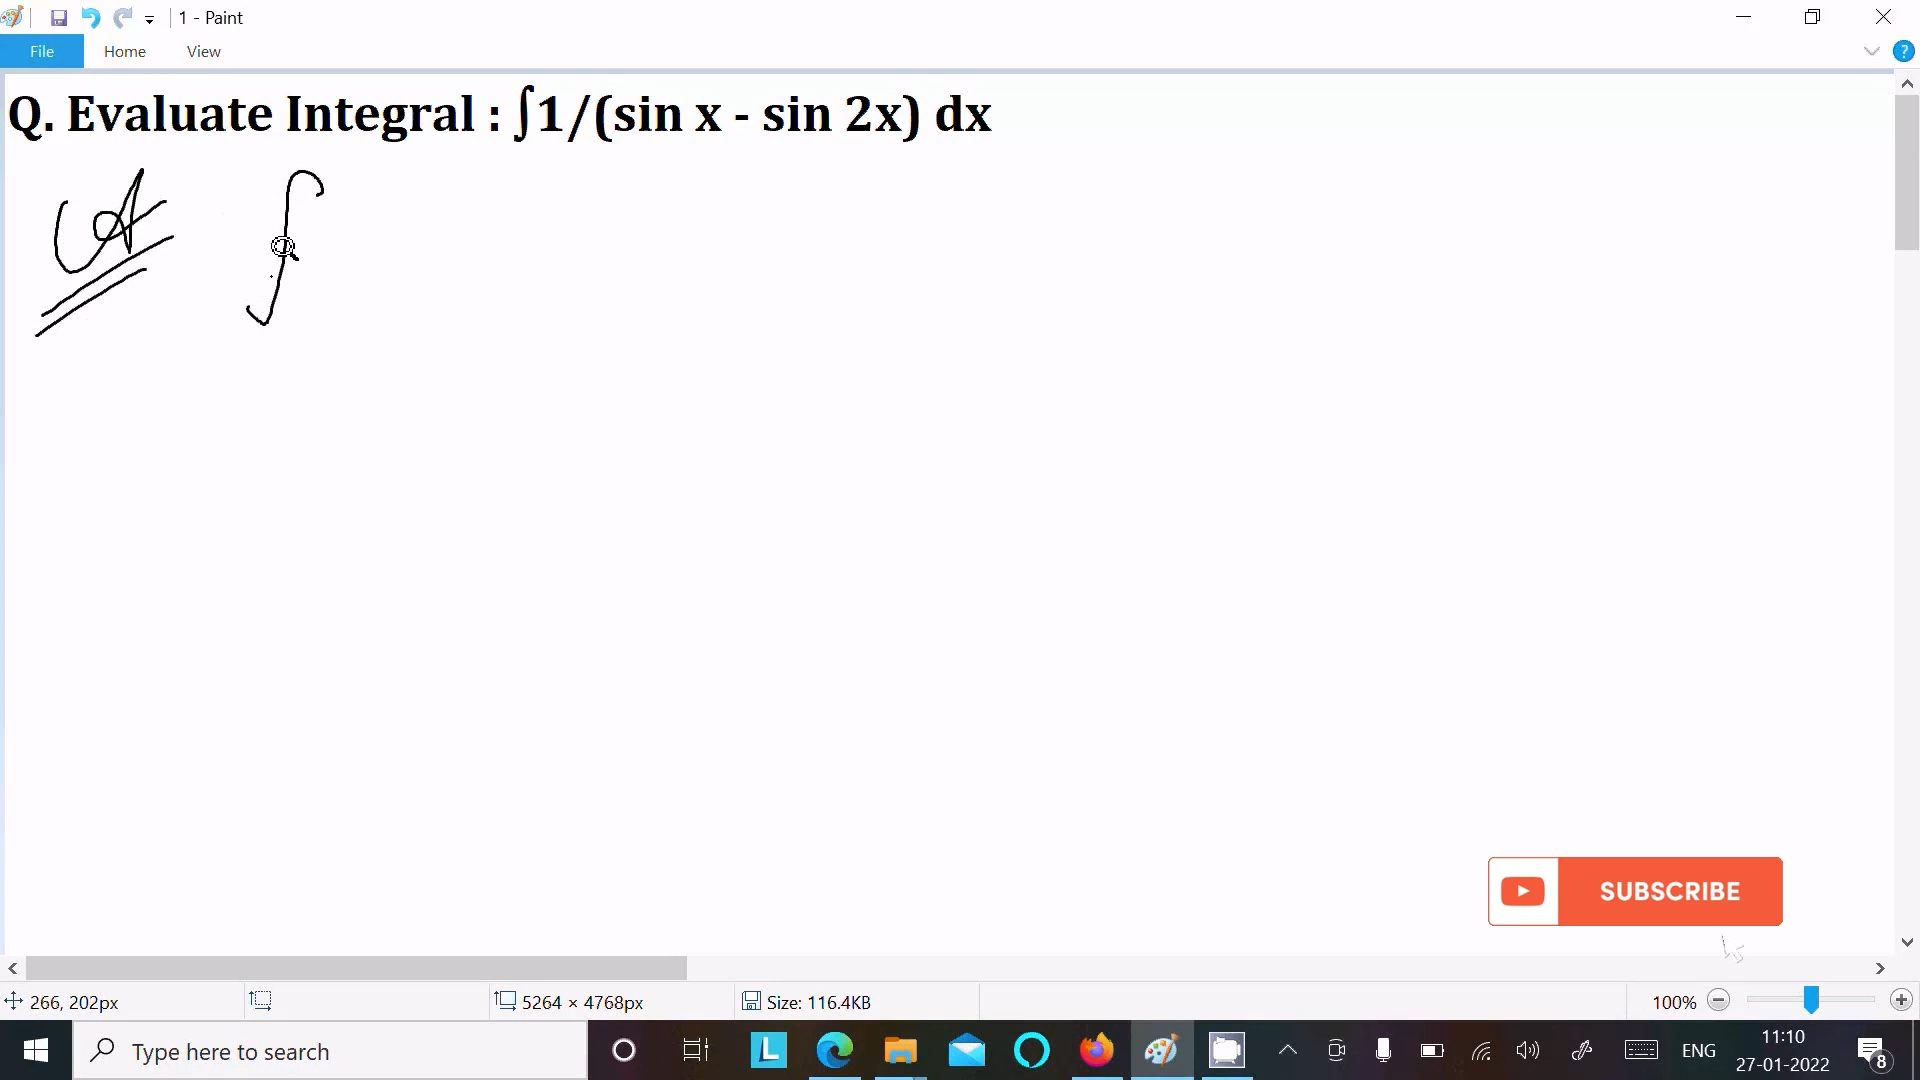 1 - Paint
File Home View
Q. Evaluate Integral : ∫1/(sin x - sin 2x) dx
∫
SUBSCRIBE
266, 202px 5264 × 4768px Size: 116.4KB 100%
Type here to search L ENG 11:10
27-01-2022 8